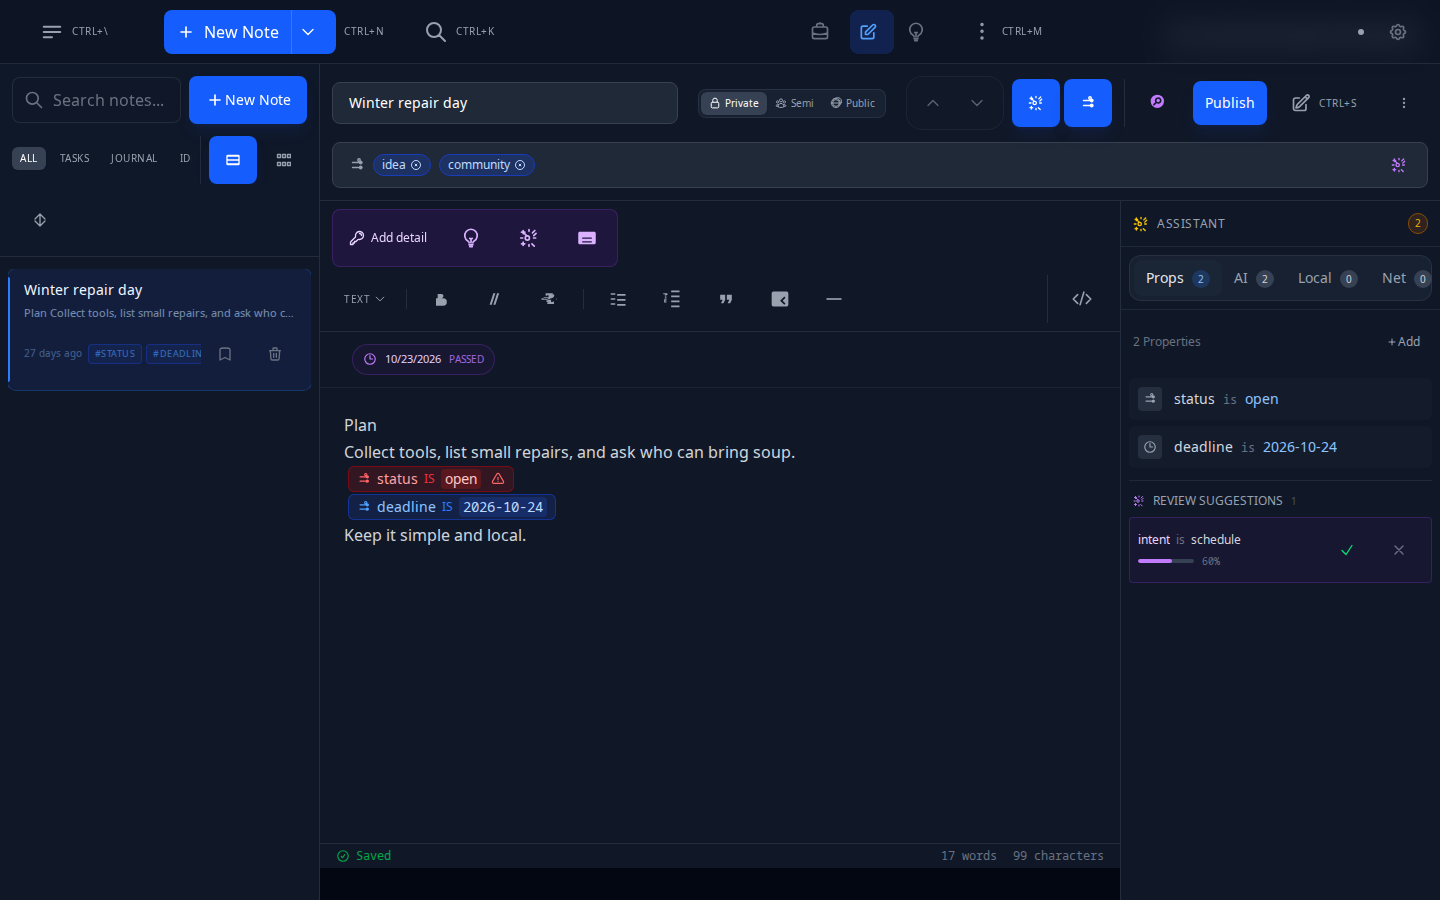 CTRL+\
New Note
CTRL+N
CTRL+K
CTRL+M
Search notes...
New Note
ALL
TASKS
JOURNAL
ID
Winter repair day
Plan Collect tools, list small repairs, and ask who c...
27 days ago
#STATUS
#DEADLIN
Winter repair day
Private
Semi
Public
Publish
CTRL+S
idea
community
Add detail
TEXT
10/23/2026 PASSED
Plan
Collect tools, list small repairs, and ask who can bring soup.
status IS open
deadline IS 2026-10-24
Keep it simple and local.
Saved
17 words
99 characters
ASSISTANT
2
Props 2
AI 2
Local 0
Net 0
2 Properties
+ Add
status is open
deadline is 2026-10-24
REVIEW SUGGESTIONS 1
intent is schedule
60%